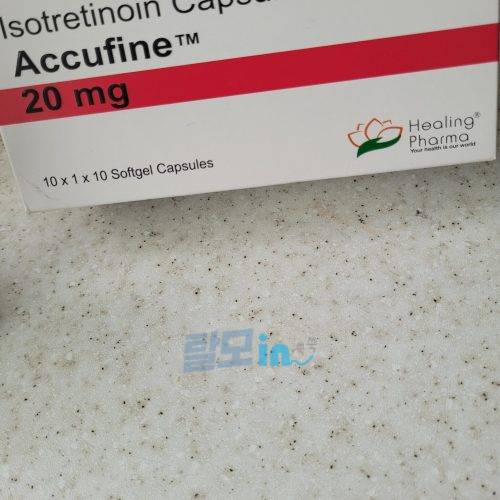 Isotretinoin
Accufine™
20 mg
10 x 1 x 10 Softgel Capsules
Healing®
Pharma
Your health is our world
탈모in